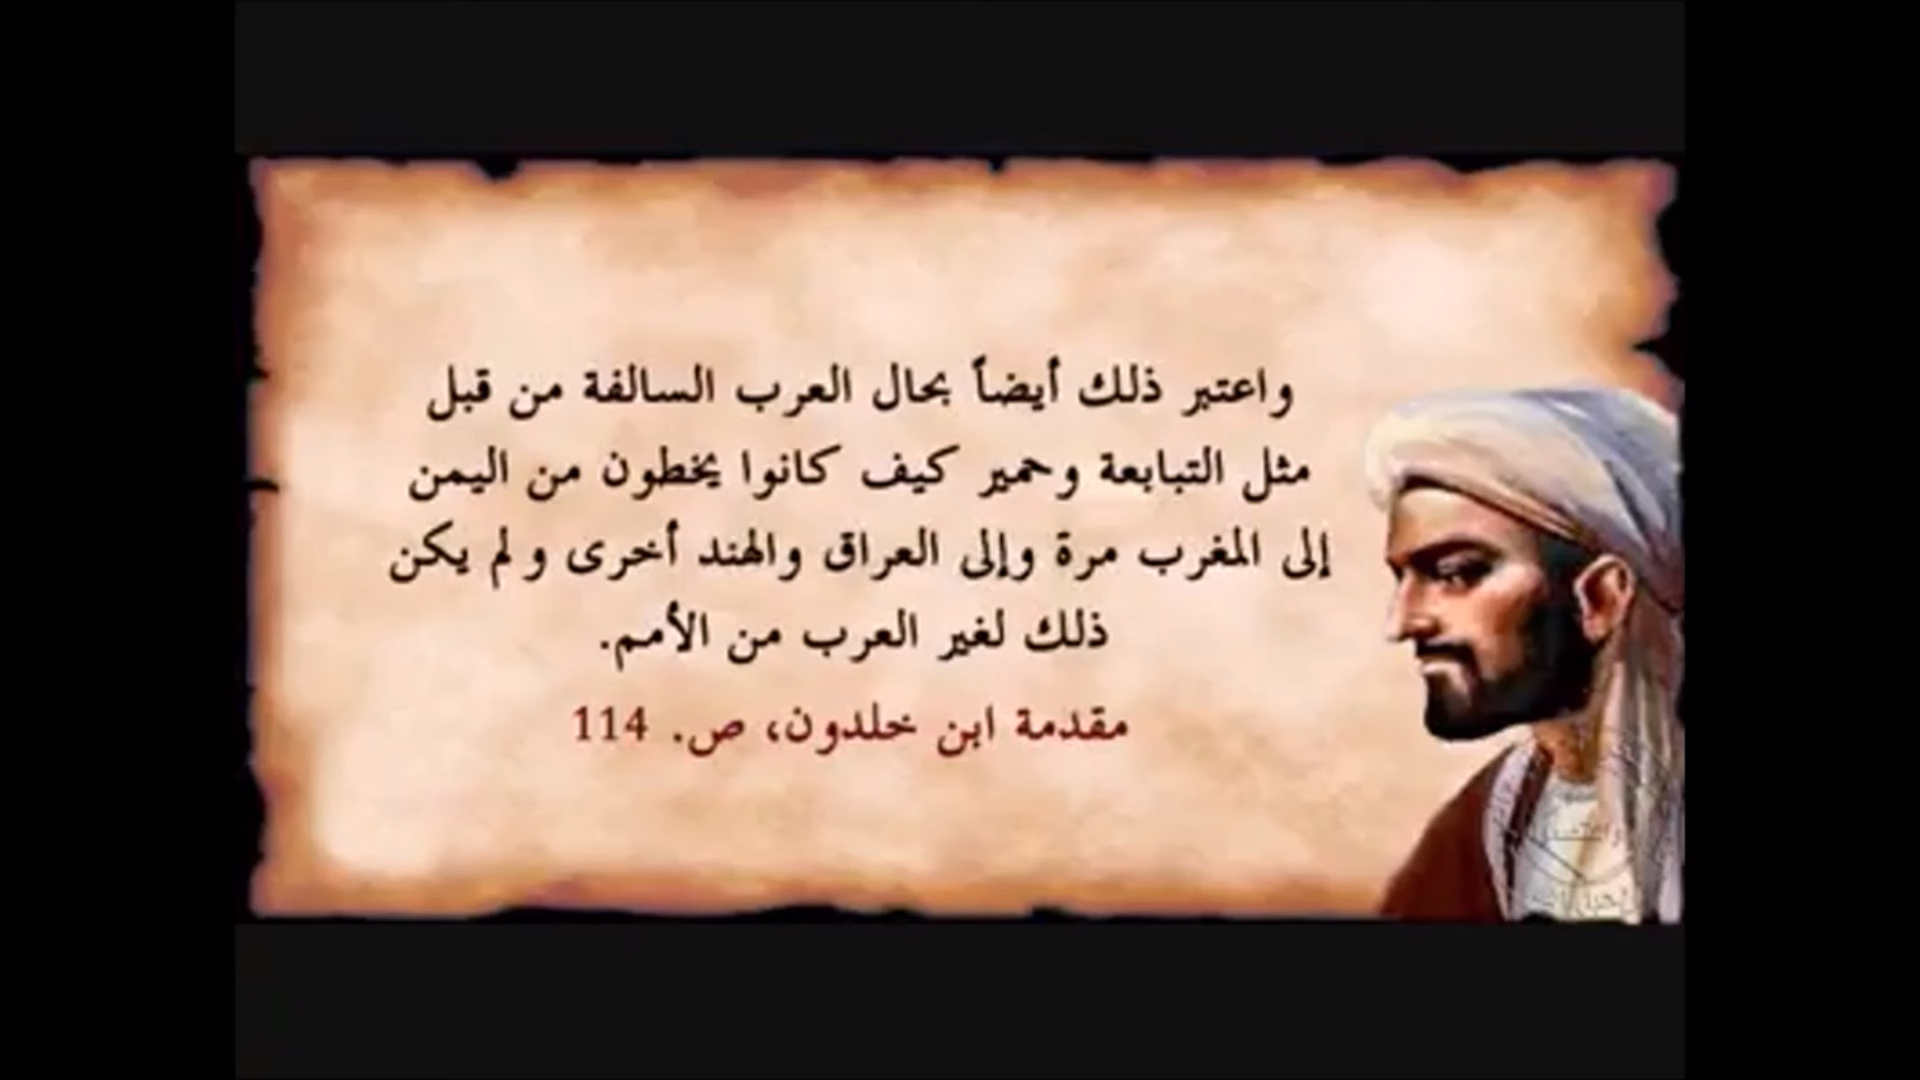 واعتبر ذلك أيضاً بحال العرب السالفة من قبل
مثل التبابعة وحمير كيف كانوا يخطون من اليمن
إلى المغرب مرة وإلى العراق والهند أخرى ولم يكن
ذلك لغير العرب من الأمم.
مقدمة ابن خلدون، ص. 114